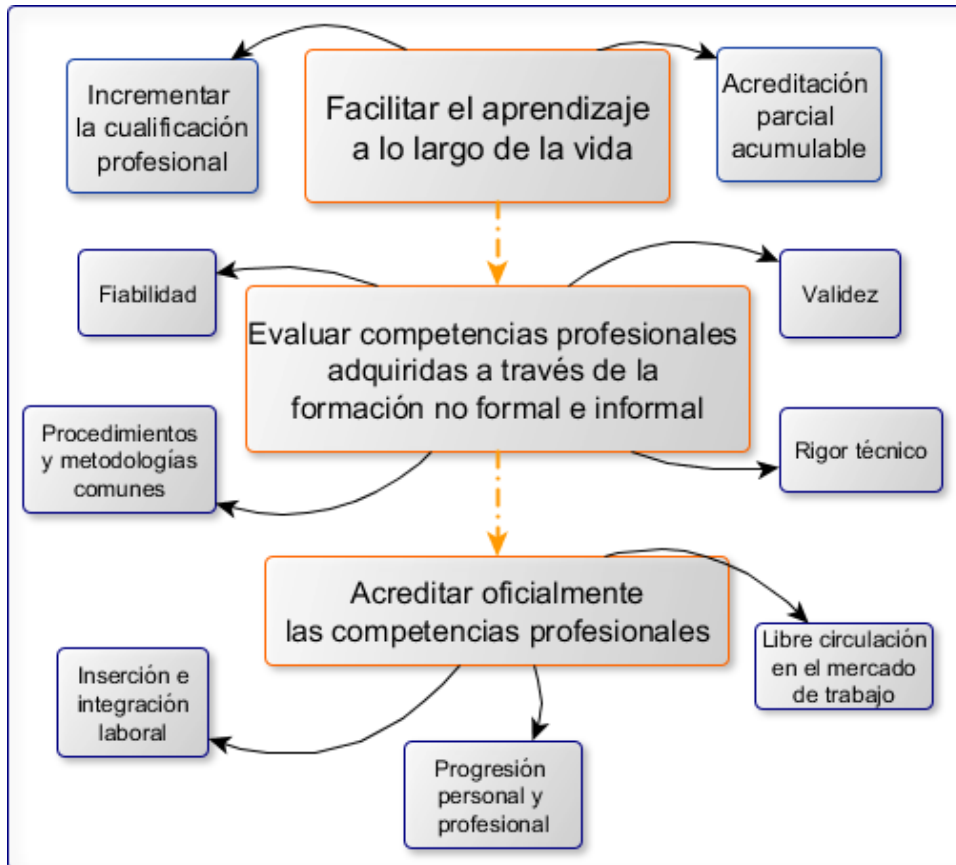 Incrementar
la cualificación
profesional
Facilitar el aprendizaje
a lo largo de la vida
Acreditación
parcial
acumulable
Fiabilidad
Validez
Evaluar competencias profesionales
adquiridas a través de la
formación no formal e informal
Procedimientos
y metodologías
comunes
Rigor técnico
Acreditar oficialmente
las competencias profesionales
Libre circulación
en el mercado
de trabajo
Inserción e
integración
laboral
Progresión
personal y
profesional